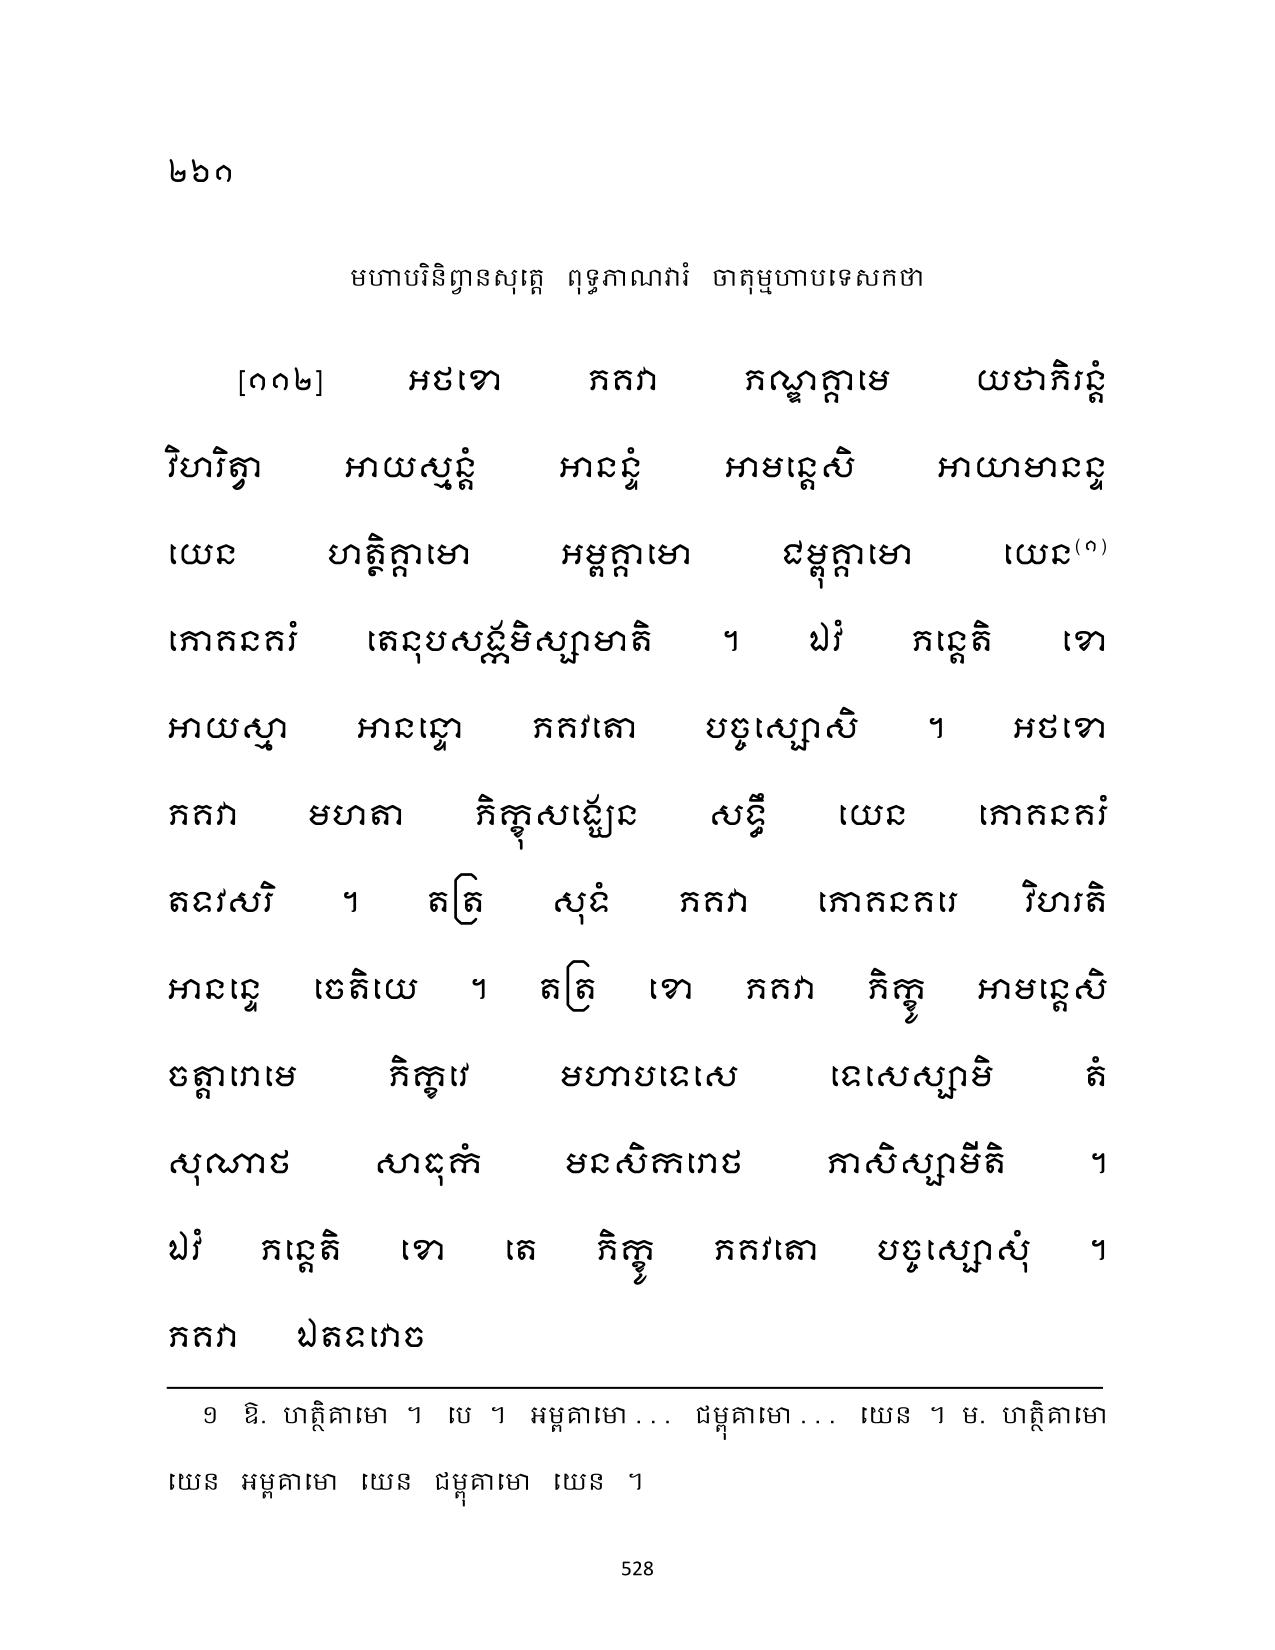 ២៦១
មហាបរិនិព្វានសុត្តេ ពុទ្ធភាណវារំ ចាតុម្មហាបទេសកថា
[១១២] អថខោ ភគវា ភណ្ឌគ្គាមេ យថាភិរន្តំ
វិហរិត្វា អាយស្មន្តំ អានន្ទំ អាមន្តេសិ អាយាមានន្ទ
យេន ហត្ថិគ្គាមោ អម្ពគ្គាមោ ជម្ពុគ្គាមោ យេន(១)
ភោគនគរំ តេនុបសង្កមិស្សាមាតិ ។ ឯវំ ភន្តេតិ ខោ
អាយស្មា អានន្ទោ ភគវតោ បច្ចស្សោសិ ។ អថខោ
ភគវា មហតា ភិក្ខុសង្ឃេន សទ្ធឹ យេន ភោគនគរំ
តទវសរិ ។ តត្រ សុទំ ភគវា ភោគនគរេ វិហរតិ
អានន្ទេ ចេតិយេ ។ តត្រ ខោ ភគវា ភិក្ខូ អាមន្តេសិ
ចត្តារោមេ ភិក្ខវេ មហាបទេសេ ទេសេស្សាមិ តំ
សុណាថ សាធុកំ មនសិករោថ ភាសិស្សាមីតិ ។
ឯវំ ភន្តេតិ ខោ តេ ភិក្ខូ ភគវតោ បច្ចស្សោសុំ ។
ភគវា ឯតទវោច
១ ឱ. ហត្ថិគាមោ ។ បេ ។ អម្ពគាមោ... ជម្ពុគាមោ... យេន ។ ម. ហត្ថិគាមោ
យេន អម្ពគាមោ យេន ជម្ពុគាមោ យេន ។
528